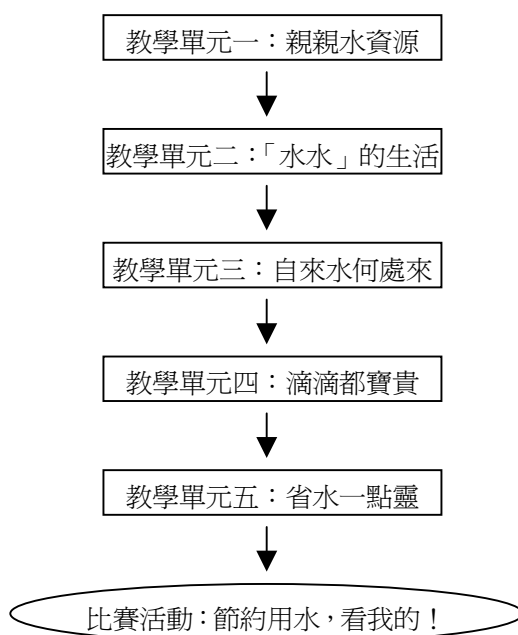 教學單元一：親親水資源
教學單元二：「水水」的生活
教學單元三：自來水何處來
教學單元四：滴滴都寶貴
教學單元五：省水一點靈
比賽活動：節約用水，看我的！